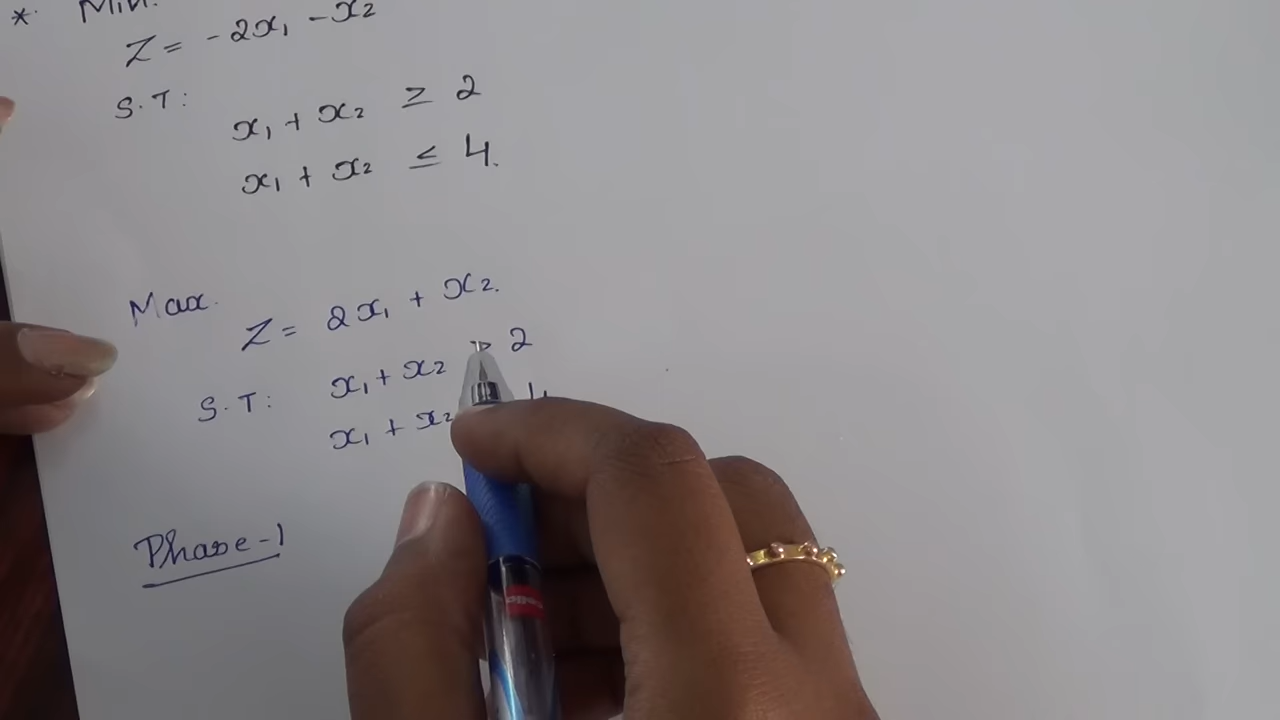 * Min.
Z = -2x₁ - x₂
S.T:
x₁ + x₂ ≥ 2
x₁ + x₂ ≤ 4.
Max.
Z = 2x₁ + x₂.
S.T: x₁ + x₂ 2
x₁ + x₂ 4
Phase-1